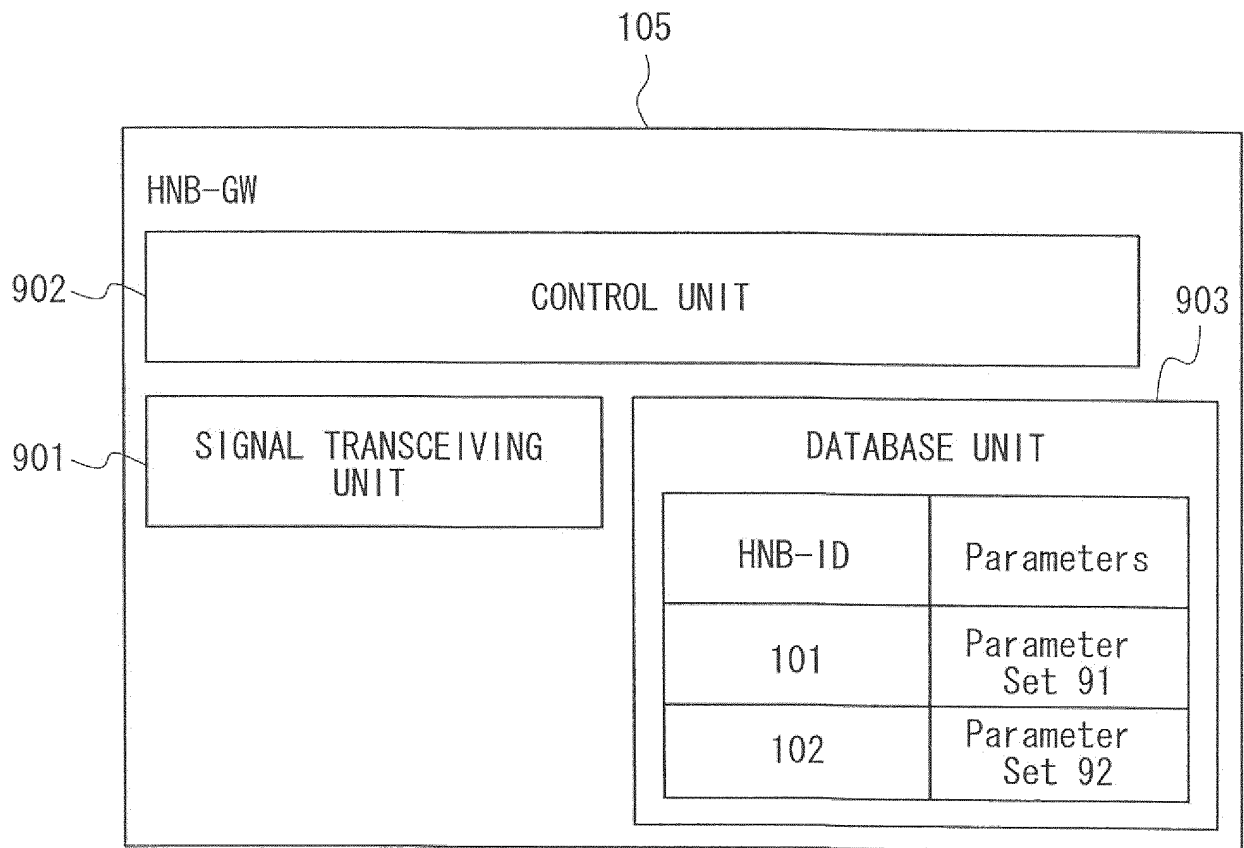 105
HNB-GW
902
CONTROL UNIT
903
901
SIGNAL TRANSCEIVING
UNIT
DATABASE UNIT
HNB-ID
Parameters
101
Parameter
Set 91
102
Parameter
Set 92